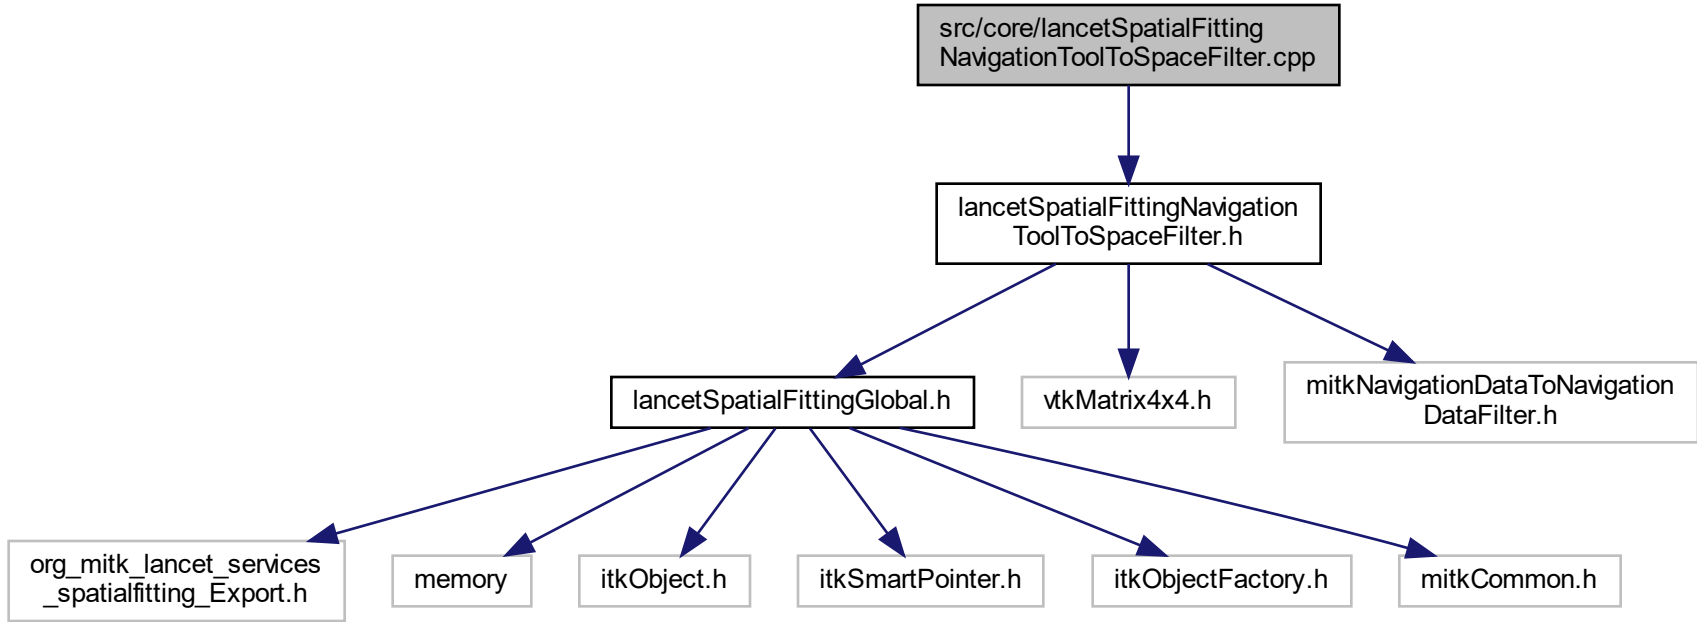 src/core/lancetSpatialFitting
NavigationToolToSpaceFilter.cpp
lancetSpatialFittingNavigation
ToolToSpaceFilter.h
lancetSpatialFittingGlobal.h
vtkMatrix4x4.h
mitkNavigationDataToNavigation
DataFilter.h
org_mitk_lancet_services
_spatialfitting_Export.h
memory
itkObject.h
itkSmartPointer.h
itkObjectFactory.h
mitkCommon.h